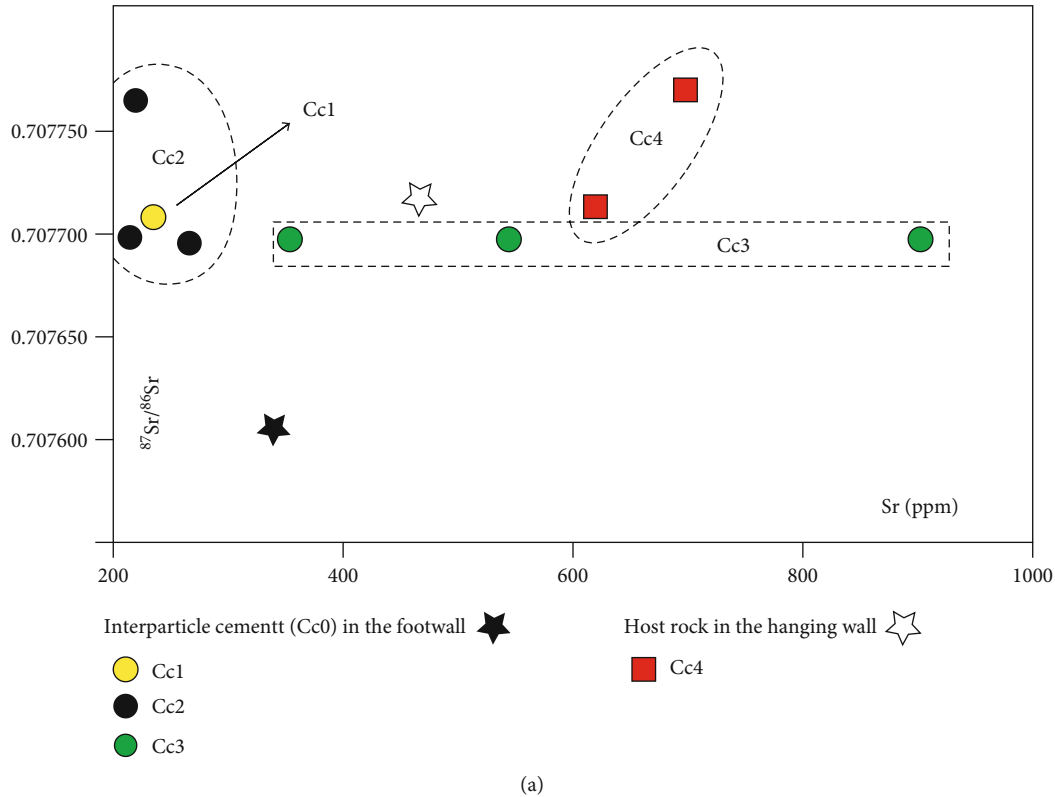 Cc1
0.707750
Cc2
Cc4
0.707700
Cc3
0.707650
⁸⁷Sr/⁸⁶Sr
0.707600
Sr (ppm)
200 400 600 800 1000
Interparticle cementt (Cc0) in the footwall
Host rock in the hanging wall
Cc1
Cc4
Cc2
Cc3
(a)